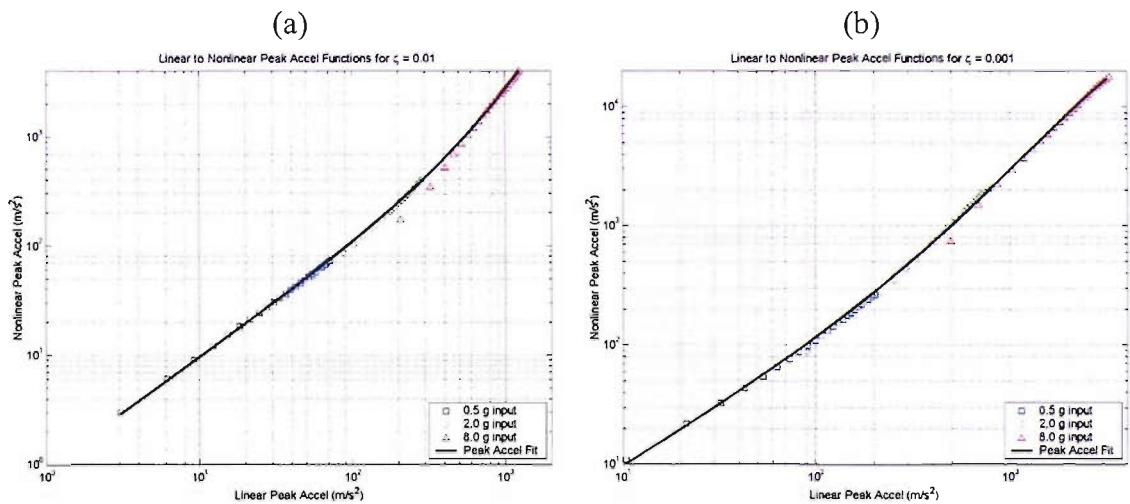 (a)
(b)
Linear to Nonlinear Peak Accel Functions for ζ = 0.01
Nonlinear Peak Accel (m/s²)
10³
10²
10¹
10⁰
10⁰
10¹
10²
10³
Linear Peak Accel (m/s²)
0.5 g input
2.0 g input
8.0 g input
Peak Accel Fit
Linear to Nonlinear Peak Accel Functions for ζ = 0.001
Nonlinear Peak Accel (m/s²)
10⁴
10³
10²
10¹
10¹
10²
10³
Linear Peak Accel (m/s²)
0.5 g input
2.0 g input
8.0 g input
Peak Accel Fit